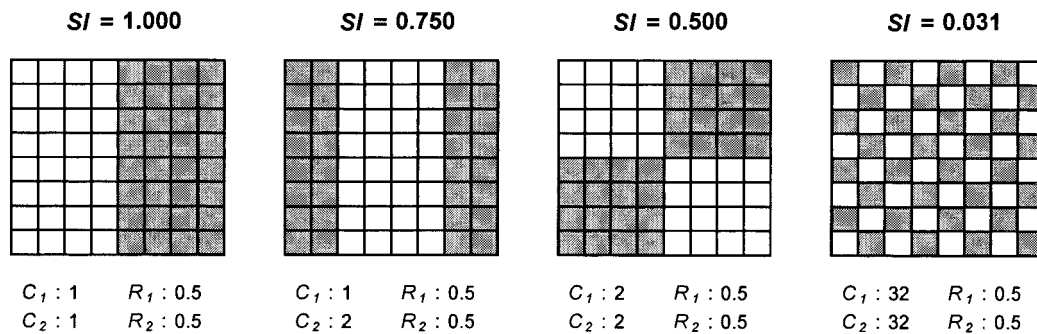 SI = 1.000
SI = 0.750
SI = 0.500
SI = 0.031
C1 : 1 R1 : 0.5
C2 : 1 R2 : 0.5
C1 : 1 R1 : 0.5
C2 : 2 R2 : 0.5
C1 : 2 R1 : 0.5
C2 : 2 R2 : 0.5
C1 : 32 R1 : 0.5
C2 : 32 R2 : 0.5